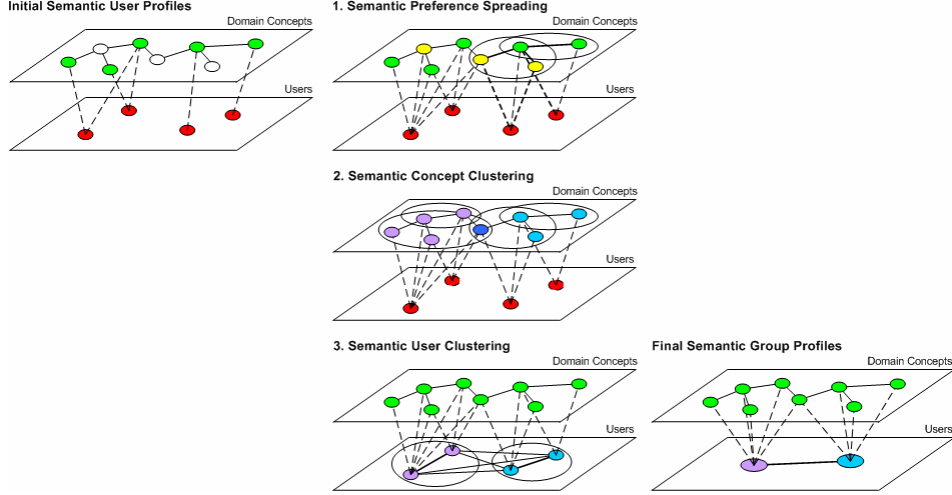 Initial Semantic User Profiles
Domain Concepts
Users
1. Semantic Preference Spreading
Domain Concepts
Users
2. Semantic Concept Clustering
Domain Concepts
Users
3. Semantic User Clustering
Domain Concepts
Users
Final Semantic Group Profiles
Domain Concepts
Users